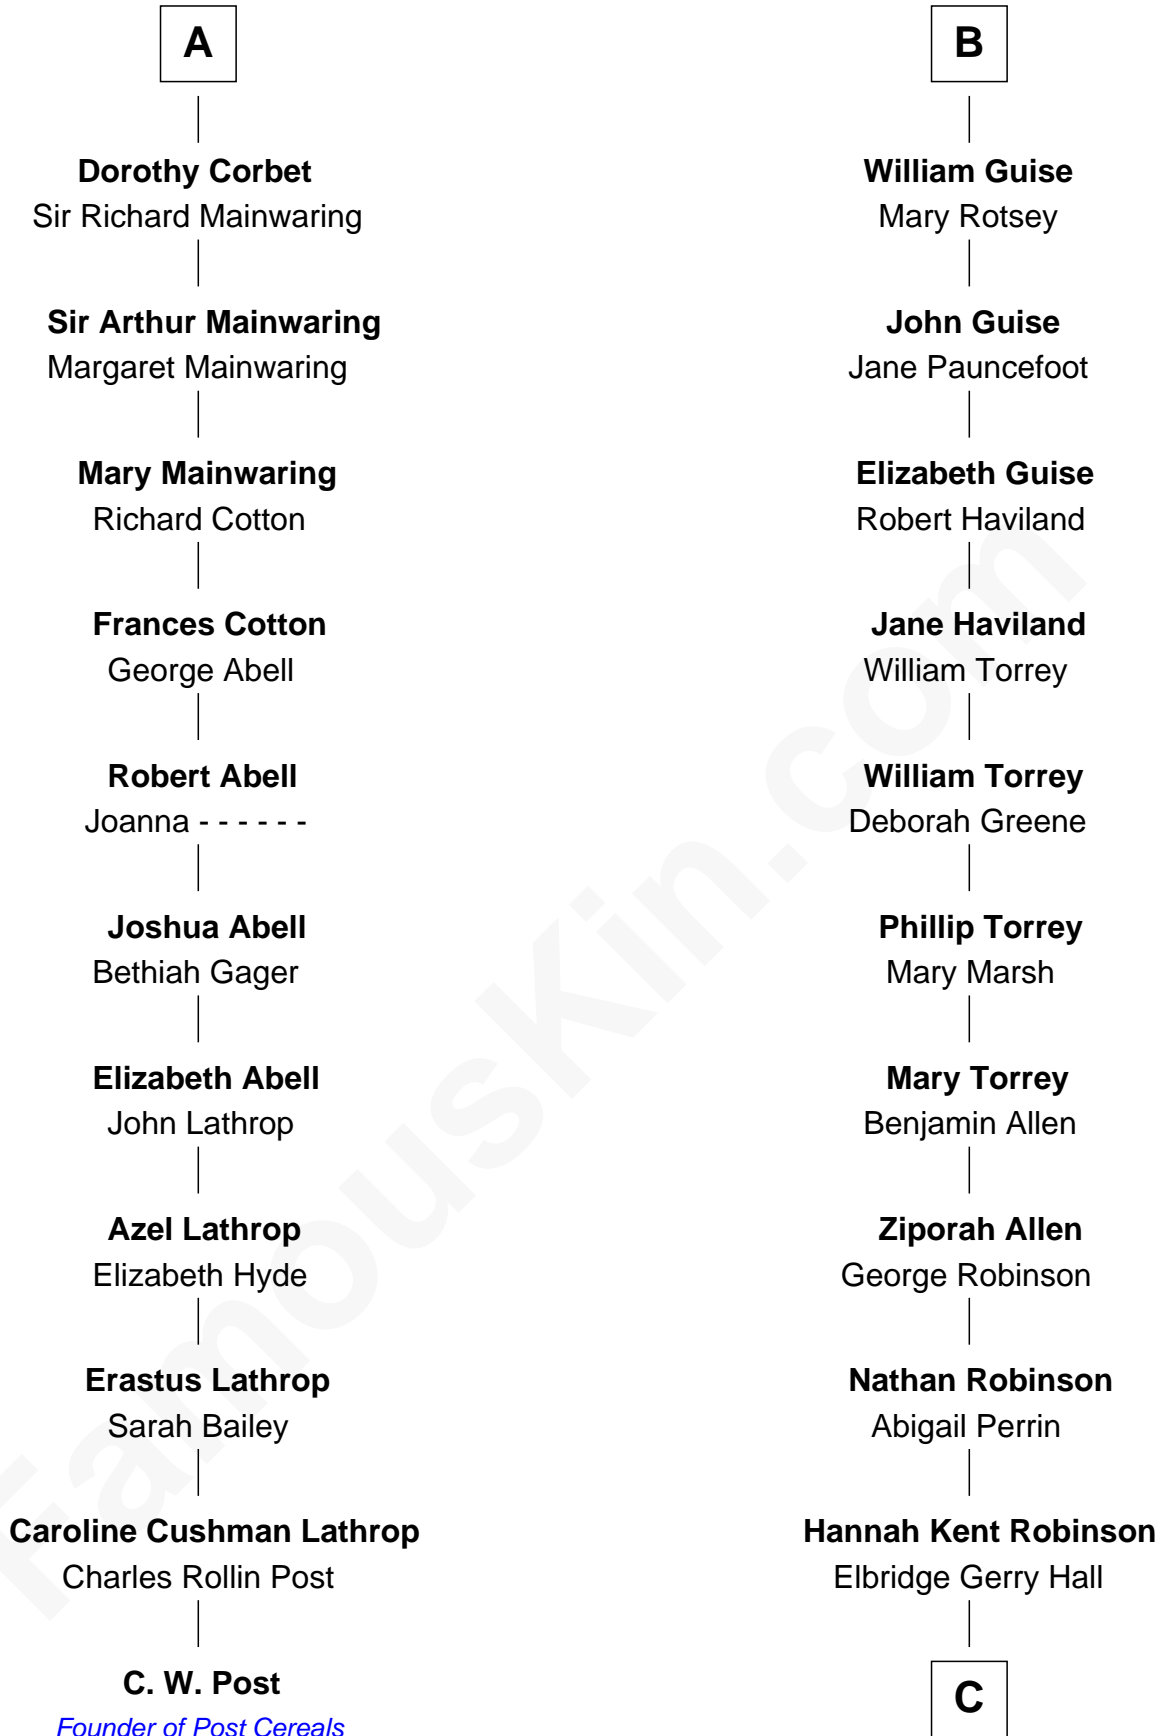 A
Dorothy Corbet
Sir Richard Mainwaring
Sir Arthur Mainwaring
Margaret Mainwaring
Mary Mainwaring
Richard Cotton
Frances Cotton
George Abell
Robert Abell
Joanna - - - - - -
Joshua Abell
Bethiah Gager
Elizabeth Abell
John Lathrop
Azel Lathrop
Elizabeth Hyde
Erastus Lathrop
Sarah Bailey
Caroline Cushman Lathrop
Charles Rollin Post
C. W. Post
Founder of Post Cereals
B
William Guise
Mary Rotsey
John Guise
Jane Pauncefoot
Elizabeth Guise
Robert Haviland
Jane Haviland
William Torrey
William Torrey
Deborah Greene
Phillip Torrey
Mary Marsh
Mary Torrey
Benjamin Allen
Ziporah Allen
George Robinson
Nathan Robinson
Abigail Perrin
Hannah Kent Robinson
Elbridge Gerry Hall
C
FamousKin.com